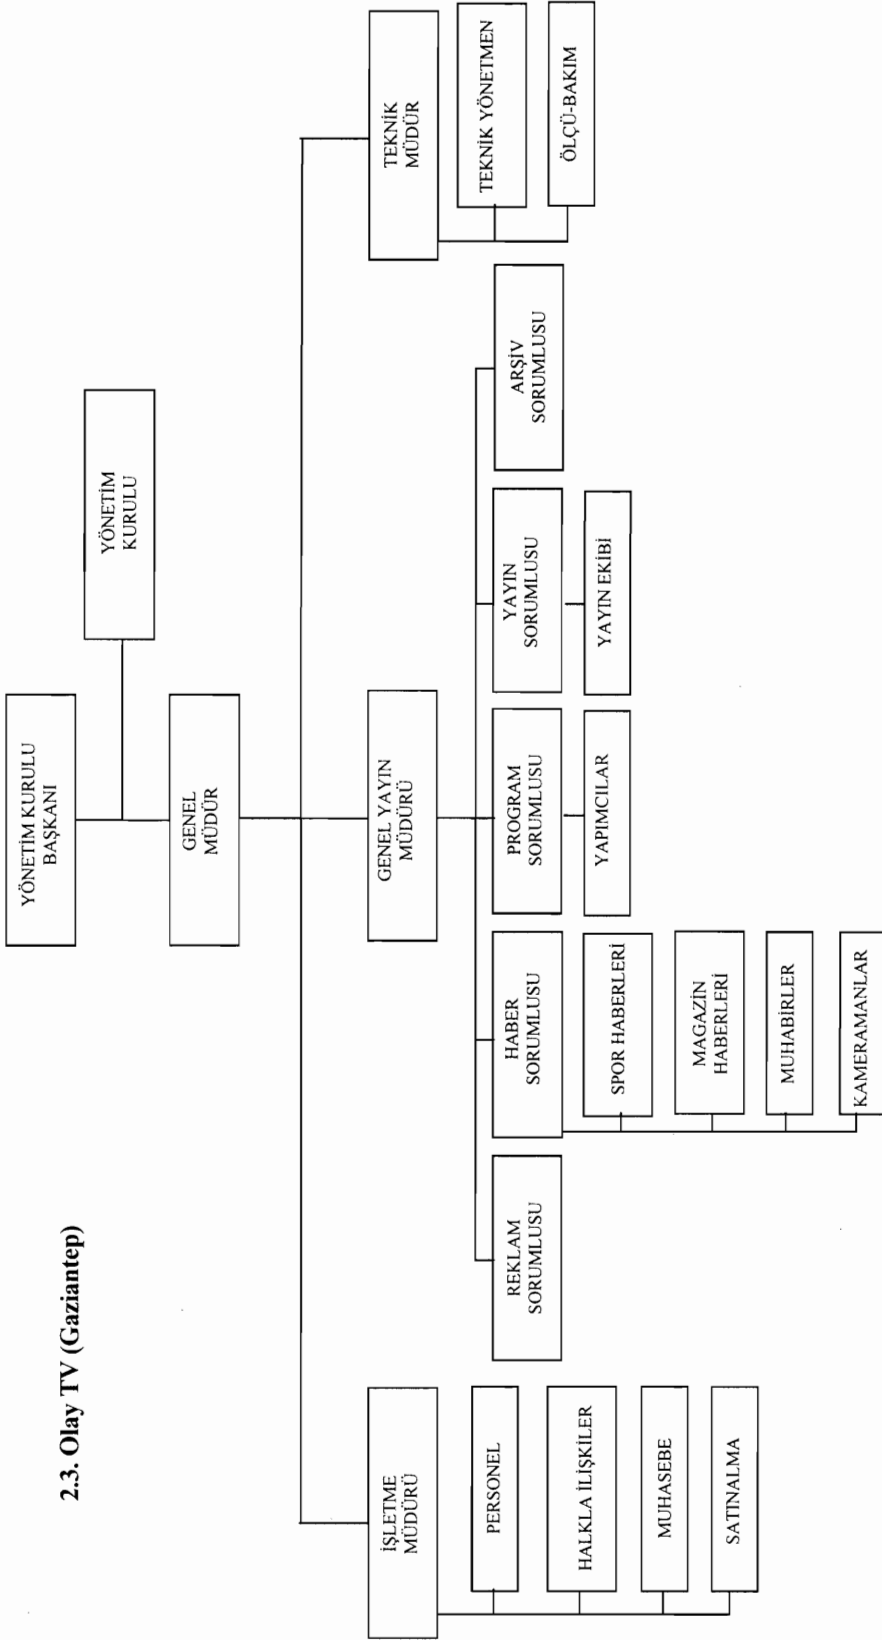 2.3. Olay TV (Gaziantep)
YÖNETİM KURULU
BAŞKANI
YÖNETİM
KURULU
GENEL
MÜDÜR
İŞLETME
MÜDÜRÜ
PERSONEL
HALKLA İLİŞKİLER
MUHASEBE
SATINALMA
GENEL YAYIN
MÜDÜRÜ
REKLAM
SORUMLUSU
HABER
SORUMLUSU
SPOR HABERLERİ
MAGAZİN
HABERLERİ
MUHABİRLER
KAMERAMANLAR
PROGRAM
SORUMLUSU
YAPIMCILAR
YAYIN
SORUMLUSU
YAYIN EKİBİ
ARŞİV
SORUMLUSU
TEKNİK
MÜDÜR
TEKNİK YÖNETMEN
ÖLÇÜ-BAKIM